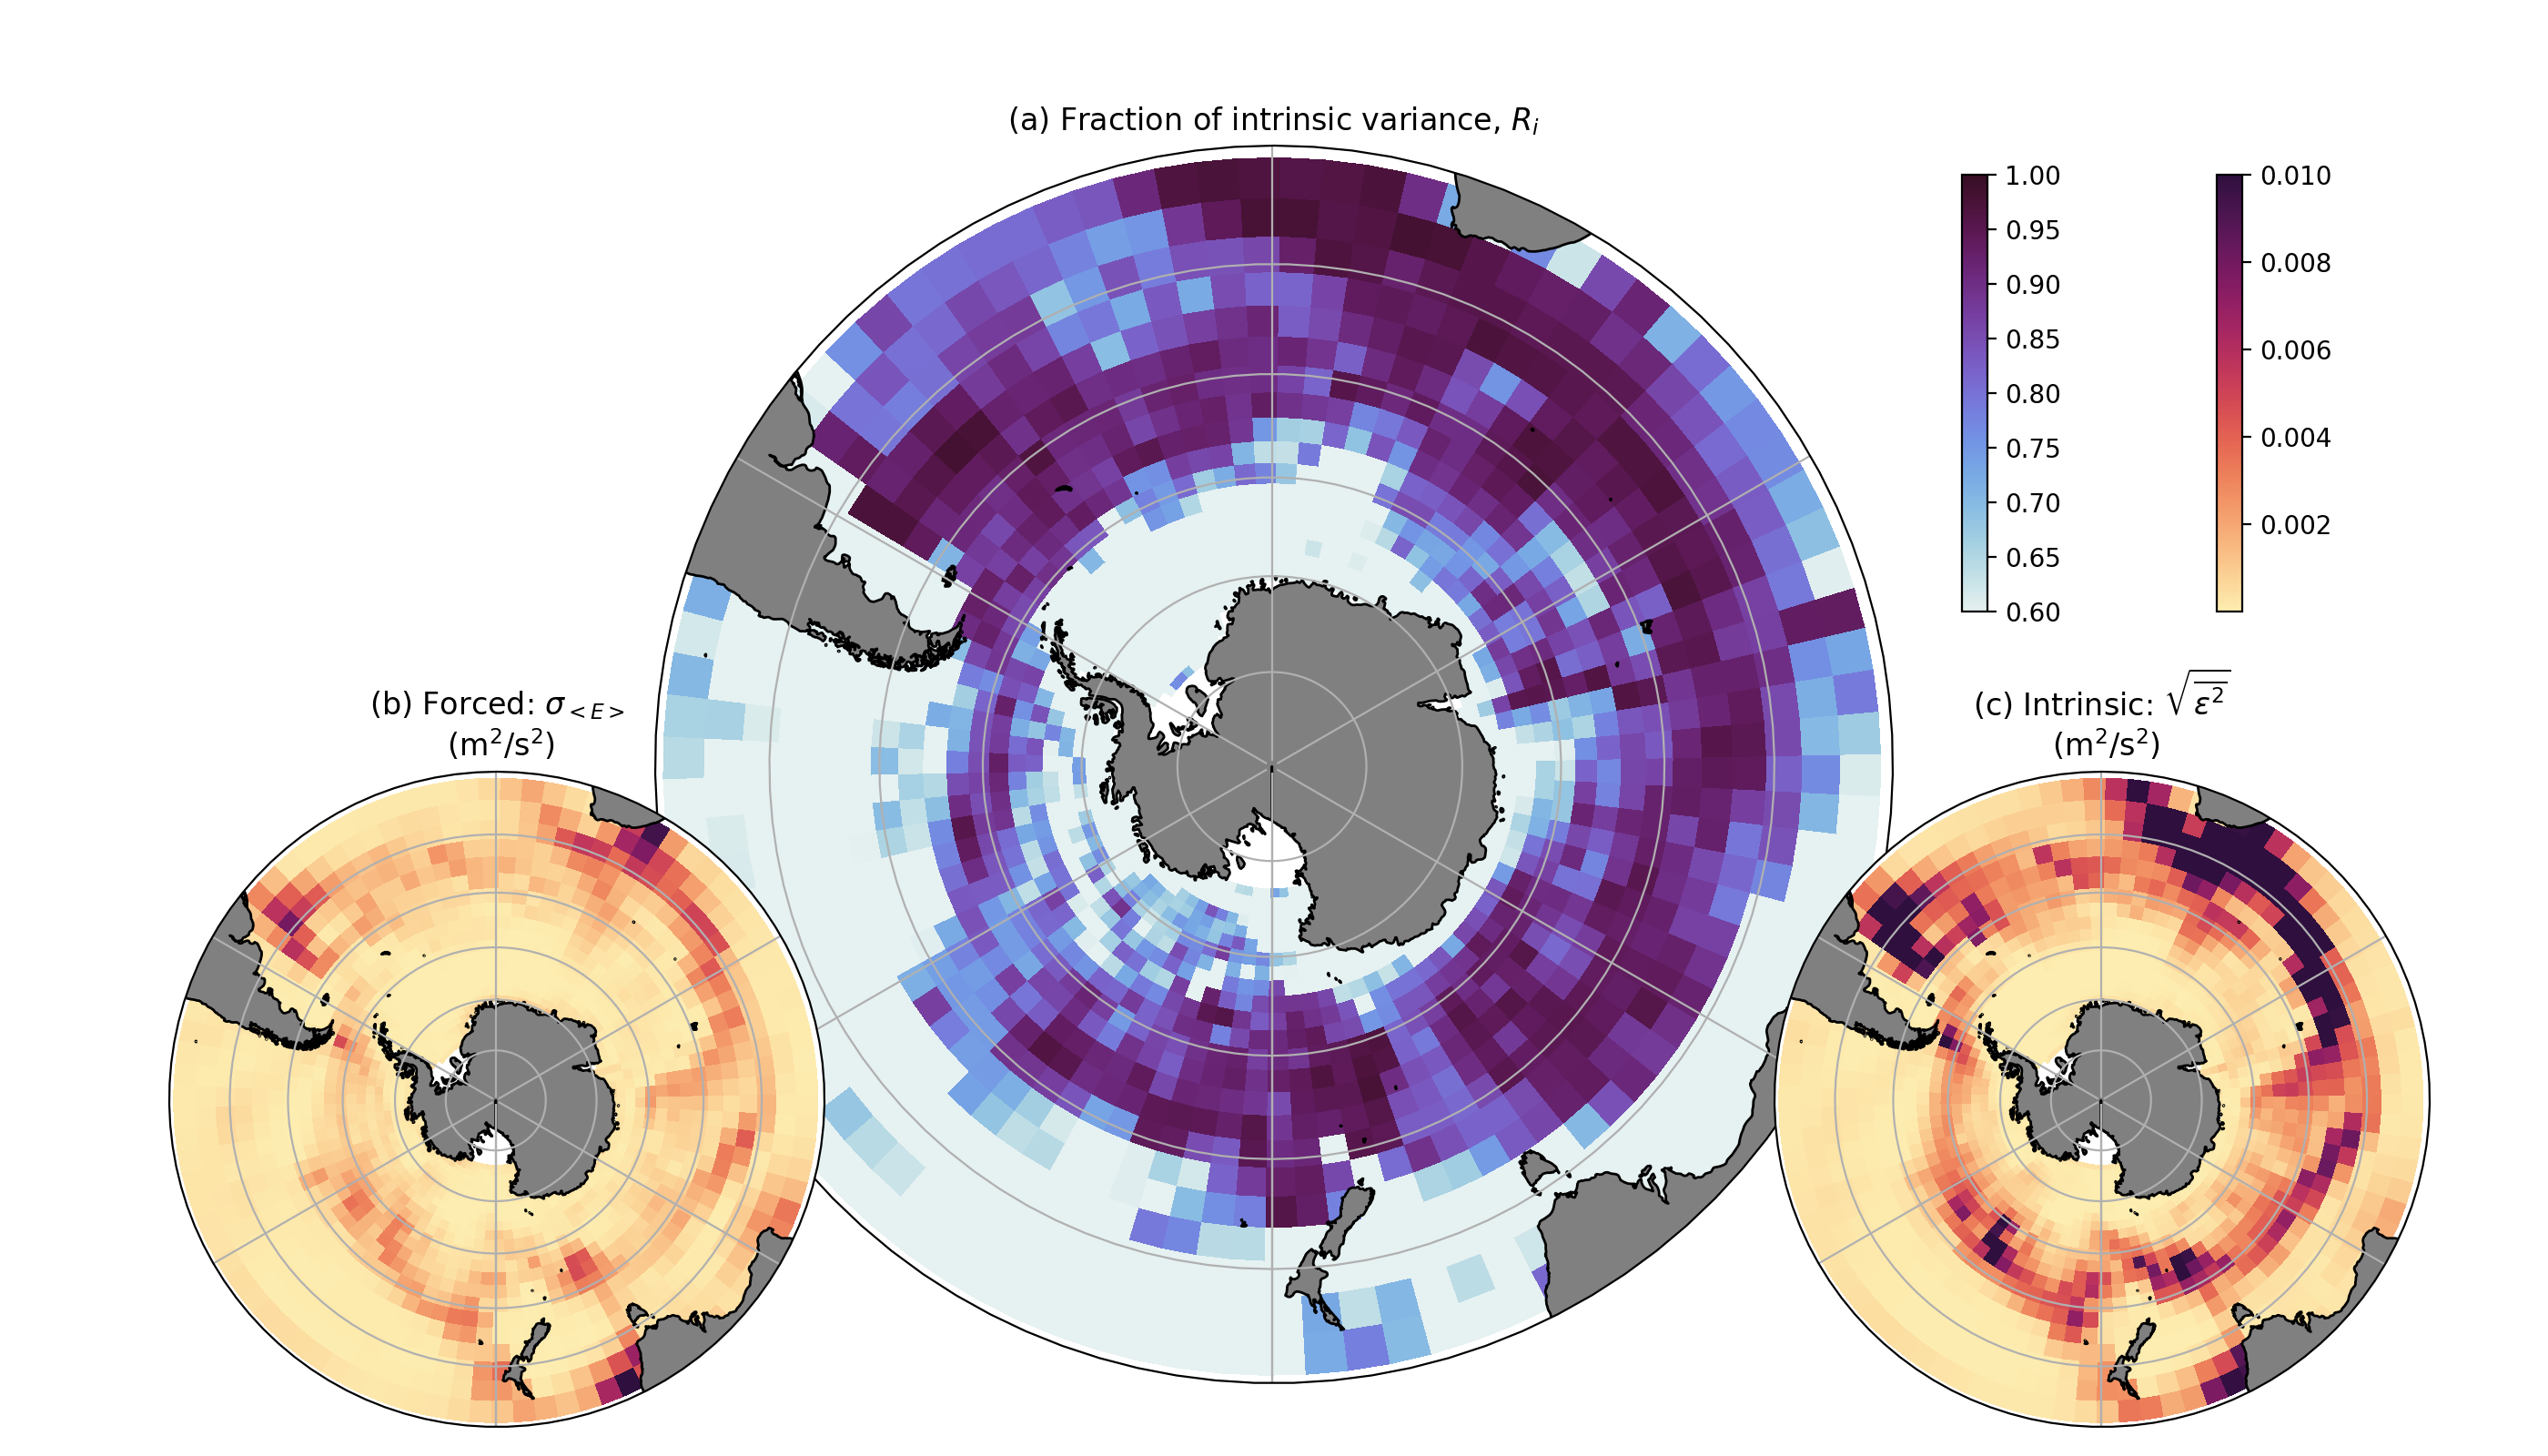 (a) Fraction of intrinsic variance, Rᵢ
1.00
0.95
0.90
0.85
0.80
0.75
0.70
0.65
0.60
0.010
0.008
0.006
0.004
0.002
(b) Forced: σ<E>
(m²/s²)
(c) Intrinsic: √ε²
(m²/s²)